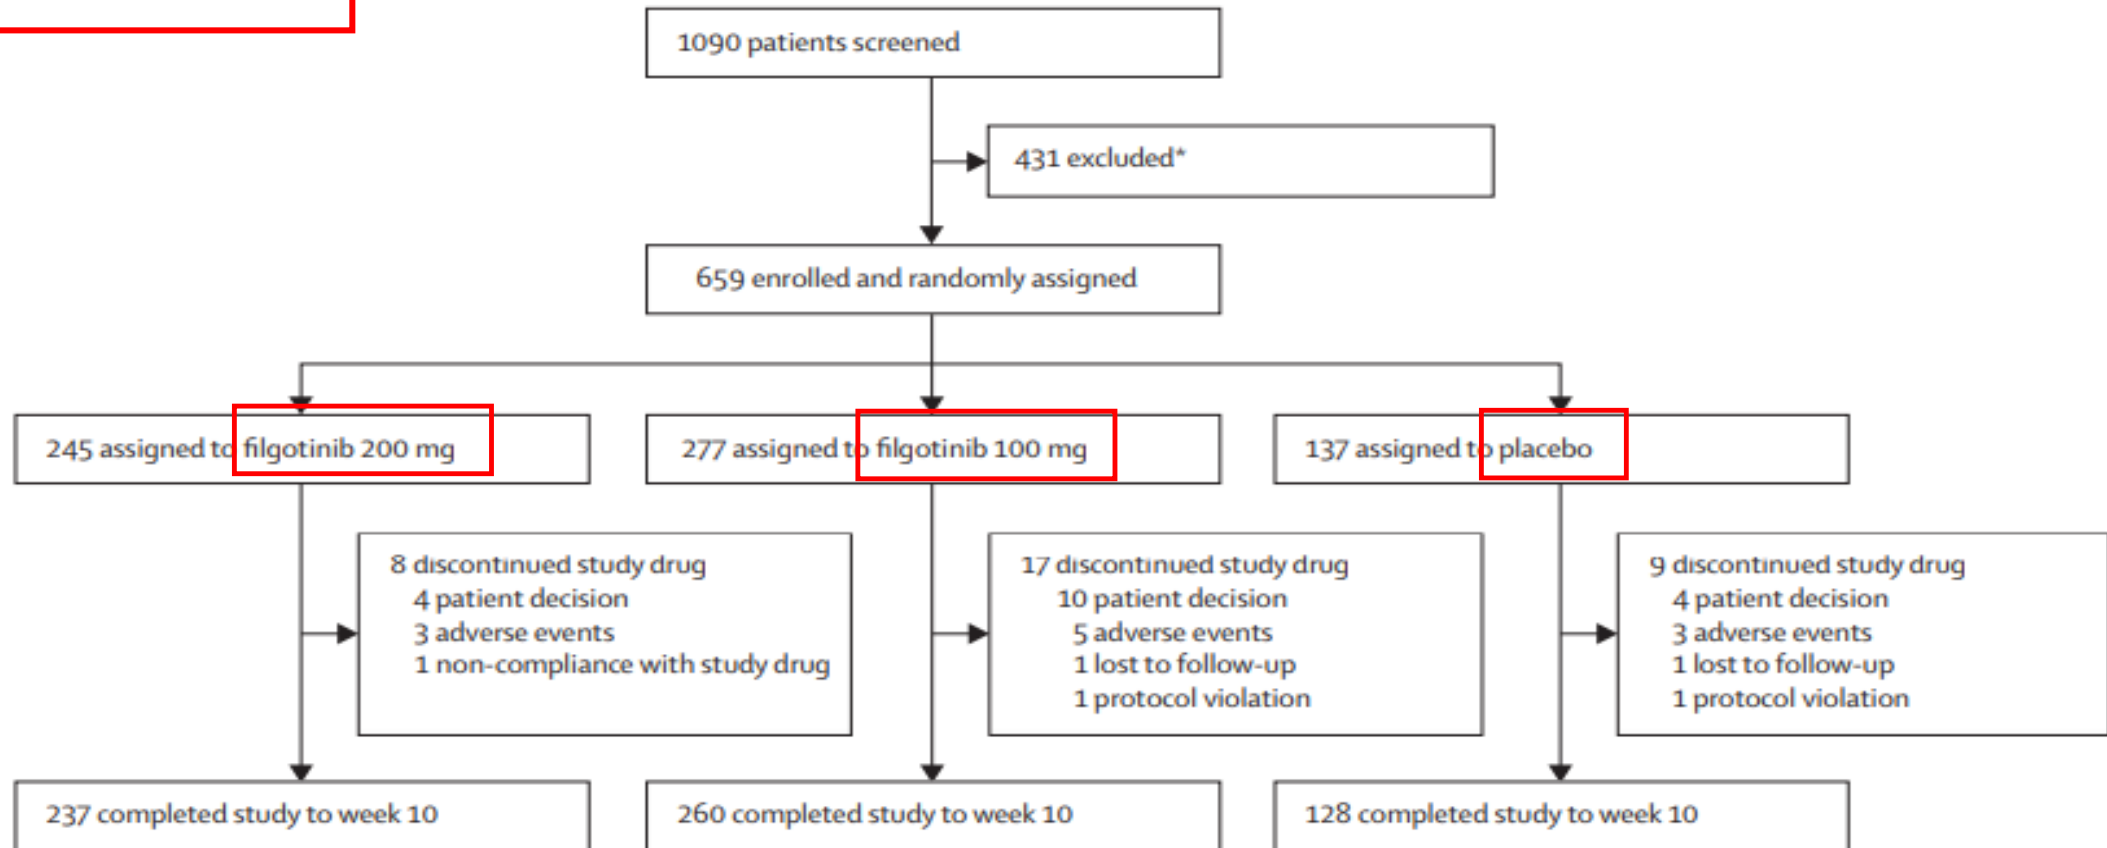 1090 patients screened
431 excluded*
659 enrolled and randomly assigned
245 assigned to filgotinib 200 mg
277 assigned to filgotinib 100 mg
137 assigned to placebo
8 discontinued study drug
4 patient decision
3 adverse events
1 non-compliance with study drug
17 discontinued study drug
10 patient decision
5 adverse events
1 lost to follow-up
1 protocol violation
9 discontinued study drug
4 patient decision
3 adverse events
1 lost to follow-up
1 protocol violation
237 completed study to week 10
260 completed study to week 10
128 completed study to week 10